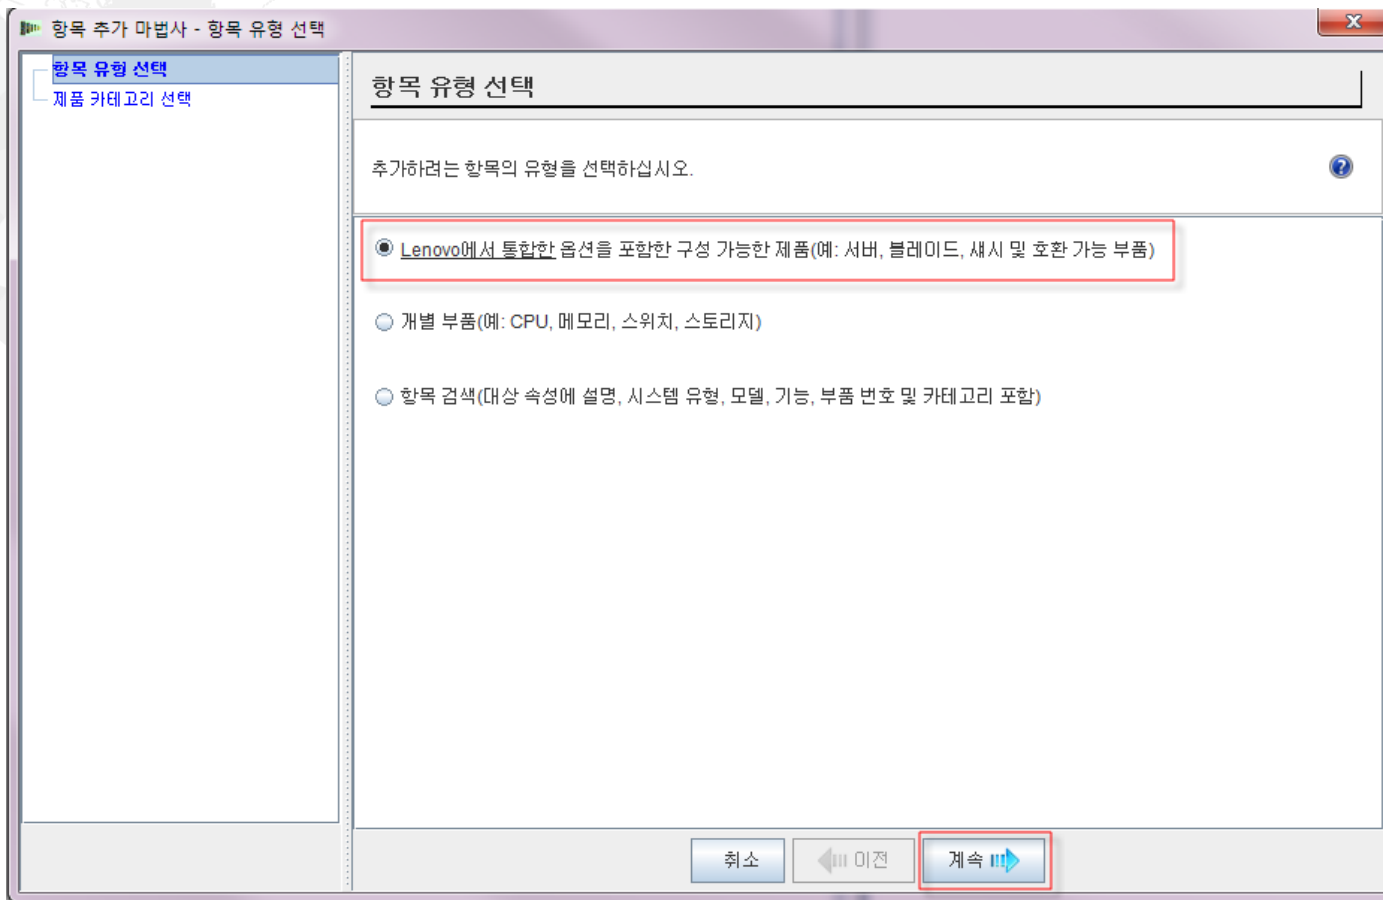 항목 추가 마법사 - 항목 유형 선택
항목 유형 선택
제품 카테고리 선택
항목 유형 선택
추가하려는 항목의 유형을 선택하십시오.
Lenovo에서 통합한 옵션을 포함한 구성 가능한 제품(예: 서버, 블레이드, 섀시 및 호환 가능 부품)
개별 부품(예: CPU, 메모리, 스위치, 스토리지)
항목 검색(대상 속성에 설명, 시스템 유형, 모델, 기능, 부품 번호 및 카테고리 포함)
취소
이전
계속